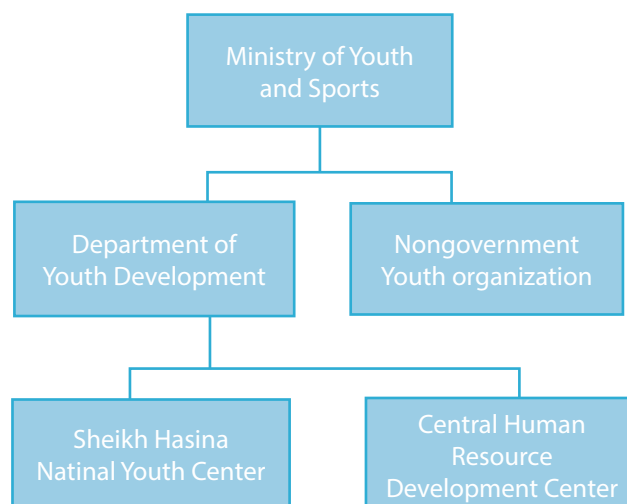 Ministry of Youth
and Sports
Department of
Youth Development
Nongovernment
Youth organization
Sheikh Hasina
Natinal Youth Center
Central Human
Resource
Development Center